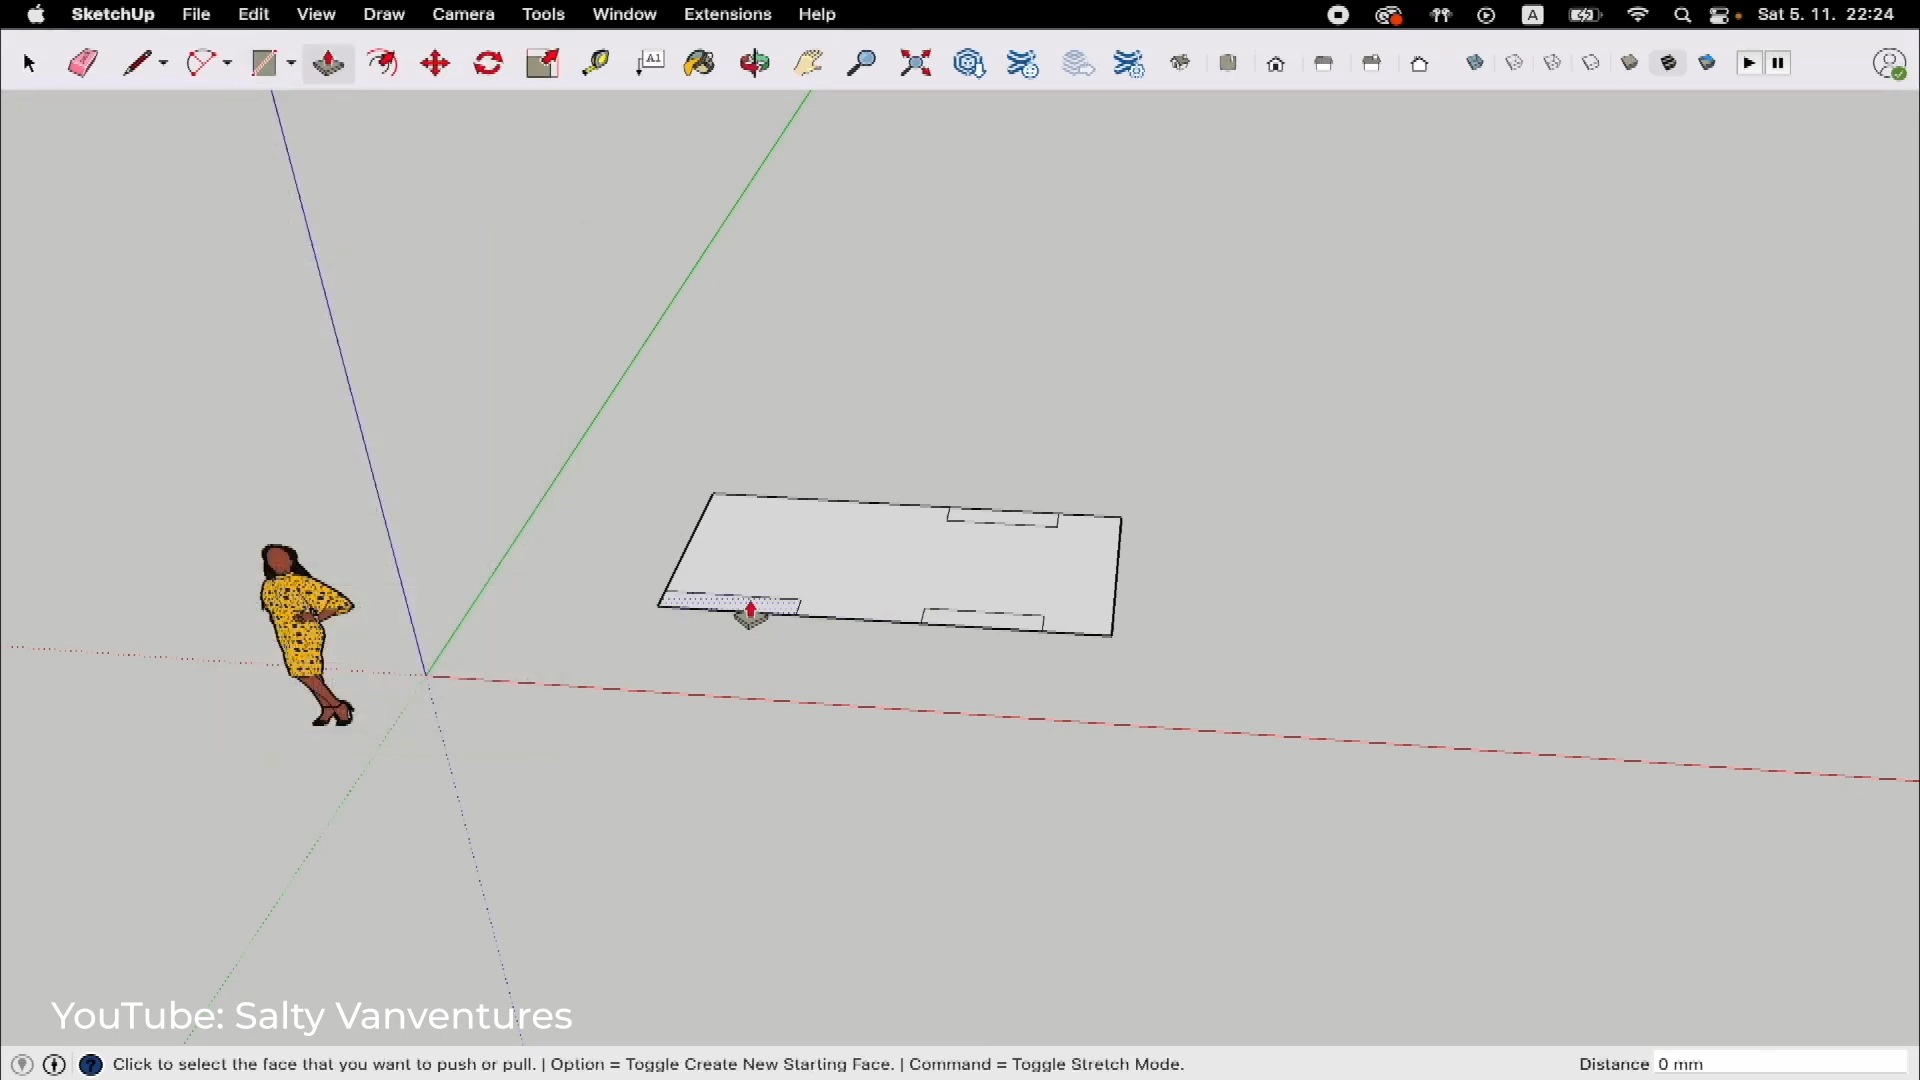 SketchUp File Edit View Draw Camera Tools Window Extensions Help A Sat 5. 11. 22:24
A1
YouTube: Salty Vanventures
Click to select the face that you want to push or pull. | Option = Toggle Create New Starting Face. | Command = Toggle Stretch Mode. Distance 0 mm